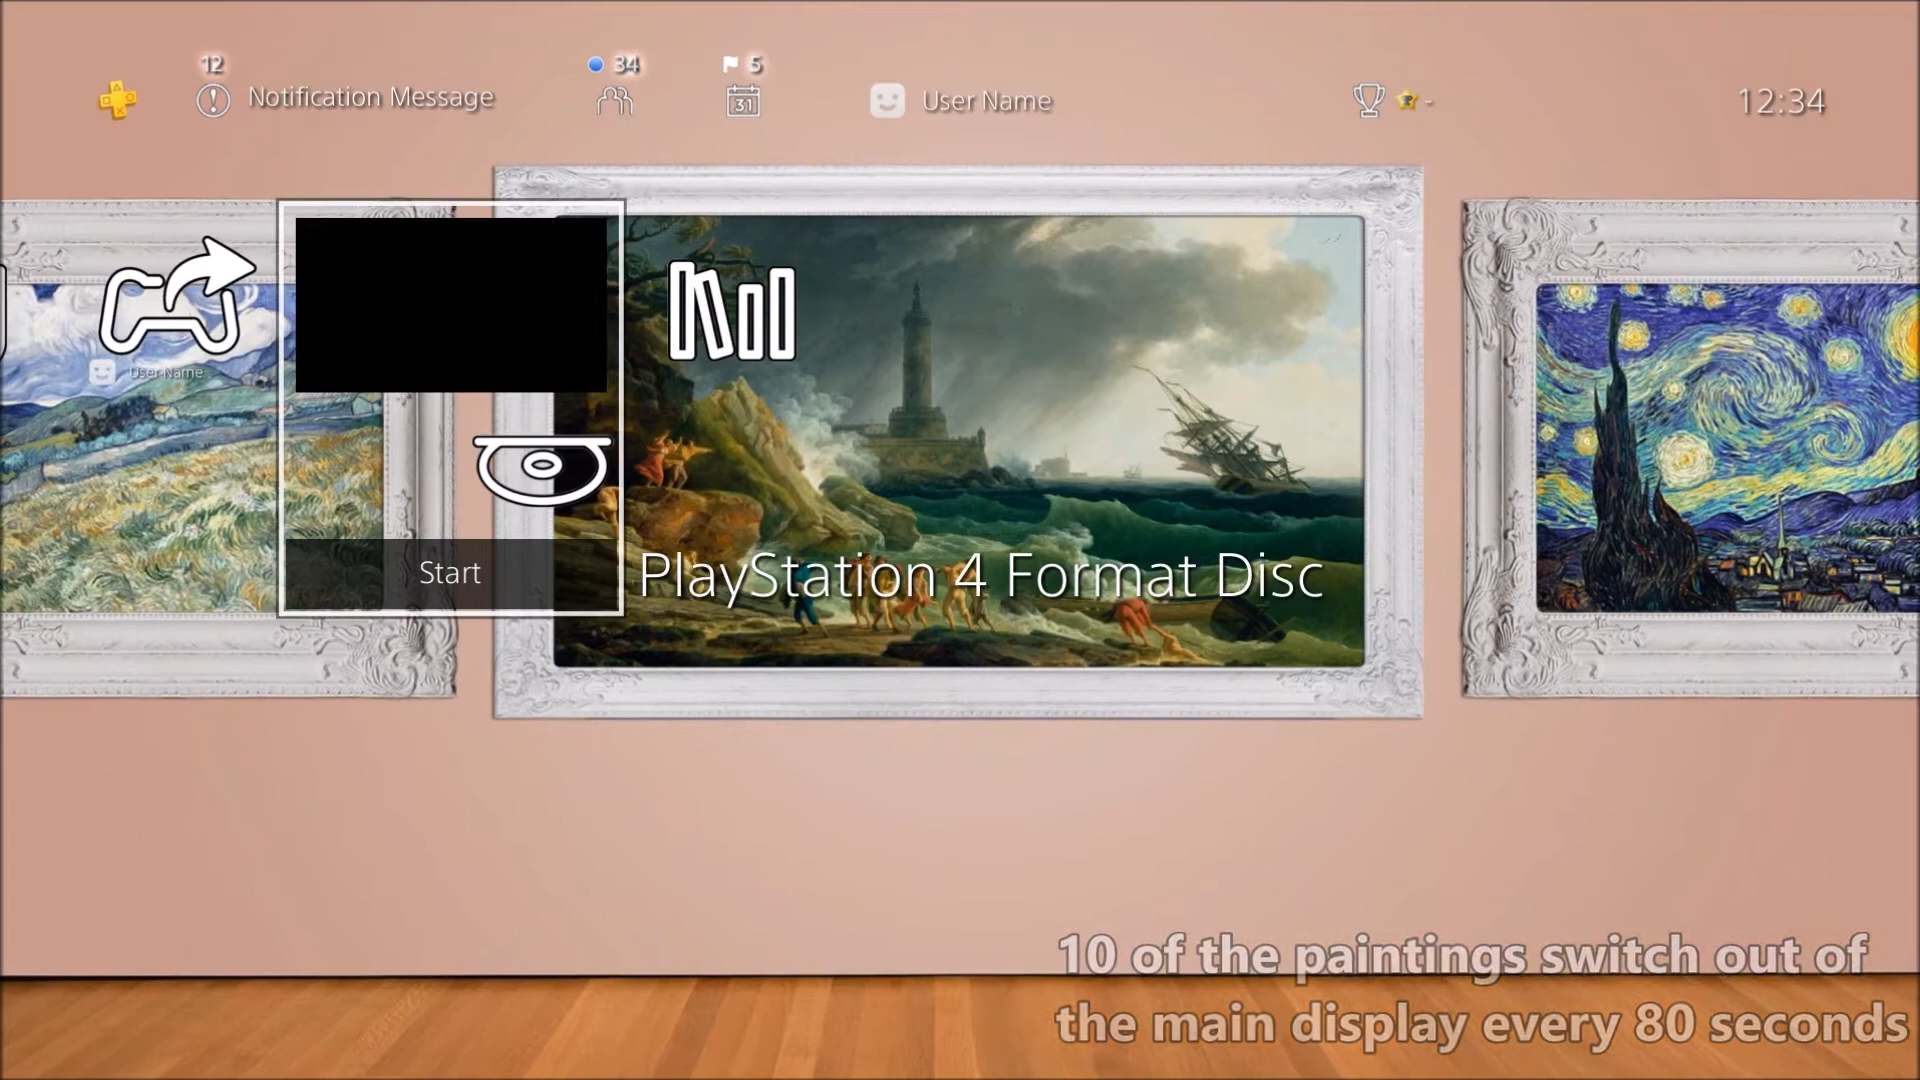 12
34
5
Notification Message
31
User Name
-
12:34
User Name
Start
PlayStation 4 Format Disc
10 of the paintings switch out of
the main display every 80 seconds